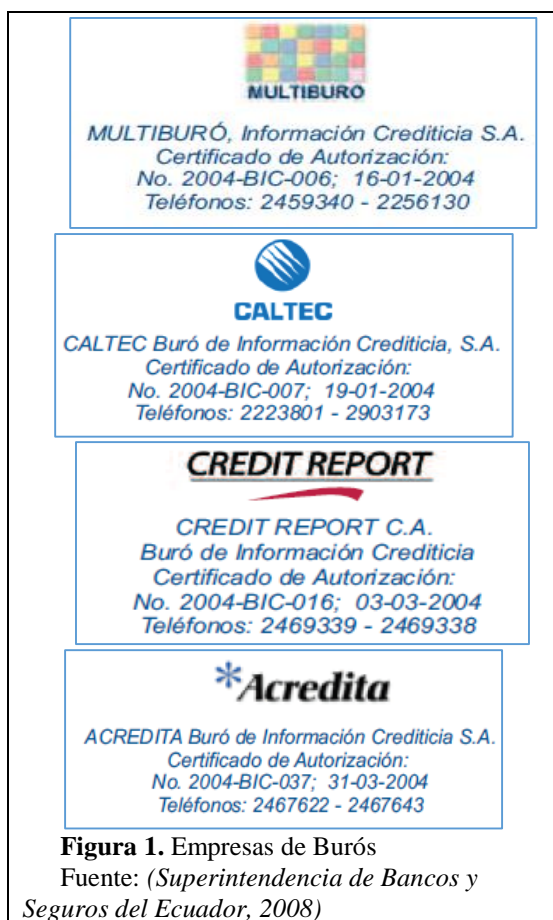 MULTIBURO
MULTIBURÓ, Información Crediticia S.A.
Certificado de Autorización:
No. 2004-BIC-006; 16-01-2004
Teléfonos: 2459340 - 2256130
CALTEC
CALTEC Buró de Información Crediticia, S.A.
Certificado de Autorización:
No. 2004-BIC-007; 19-01-2004
Teléfonos: 2223801 - 2903173
CREDIT REPORT
CREDIT REPORT C.A.
Buró de Información Crediticia
Certificado de Autorización:
No. 2004-BIC-016; 03-03-2004
Teléfonos: 2469339 - 2469338
*Acredita
ACREDITA Buró de Información Crediticia S.A.
Certificado de Autorización:
No. 2004-BIC-037; 31-03-2004
Teléfonos: 2467622 - 2467643
Figura 1. Empresas de Burós
Fuente: (Superintendencia de Bancos y
Seguros del Ecuador, 2008)